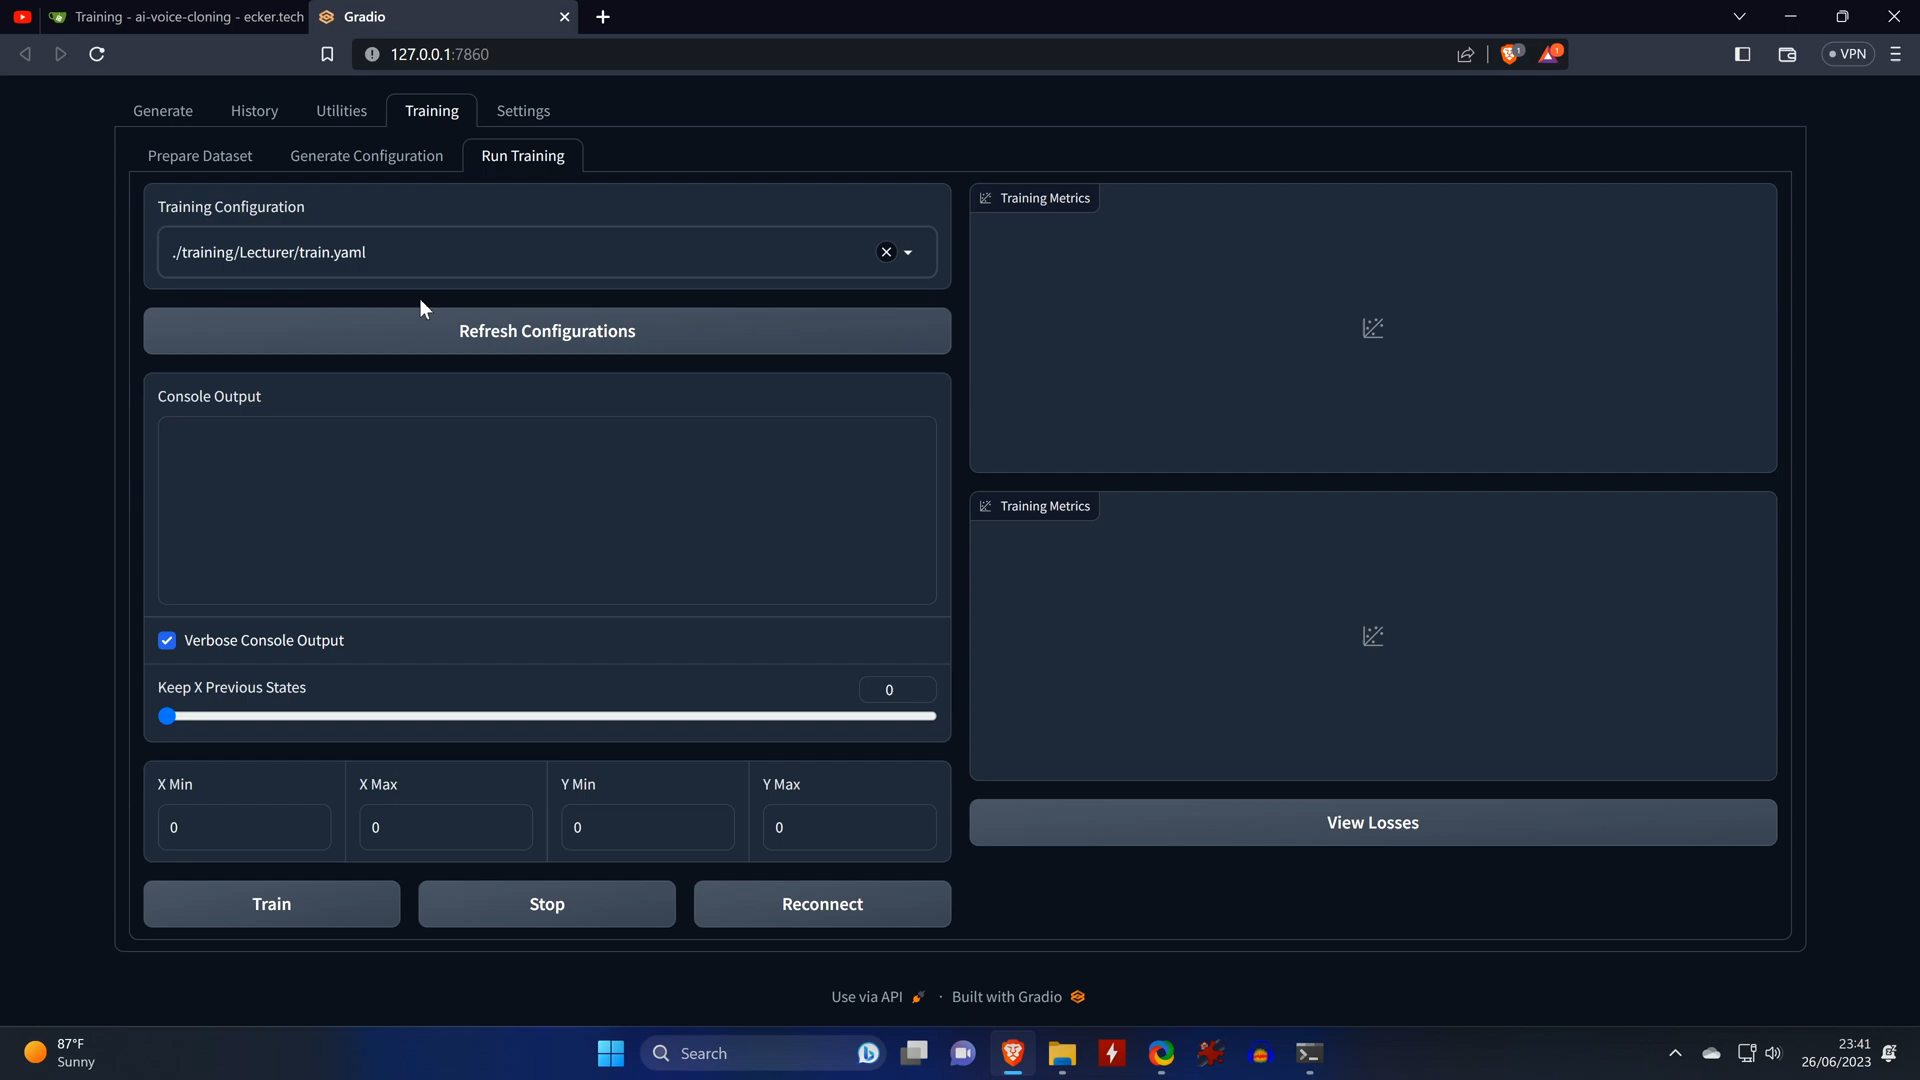 Training - ai-voice-cloning - ecker.tech
Gradio
127.0.0.1:7860
1
1
VPN
Generate
History
Utilities
Training
Settings
Prepare Dataset
Generate Configuration
Run Training
Training Configuration
./training/Lecturer/train.yaml
Refresh Configurations
Console Output
Verbose Console Output
Keep X Previous States
0
X Min
X Max
Y Min
Y Max
0
0
0
0
Train
Stop
Reconnect
Training Metrics
Training Metrics
View Losses
Use via API
·
Built with Gradio
87°F
Sunny
Search
23:41
26/06/2023